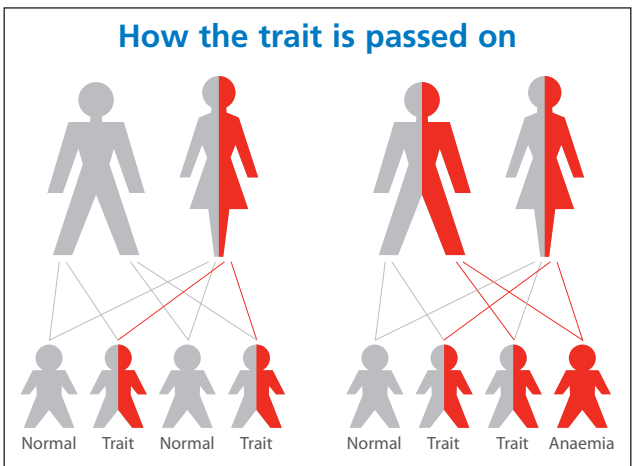 How the trait is passed on
Normal Trait Normal Trait
Normal Trait Trait Anaemia